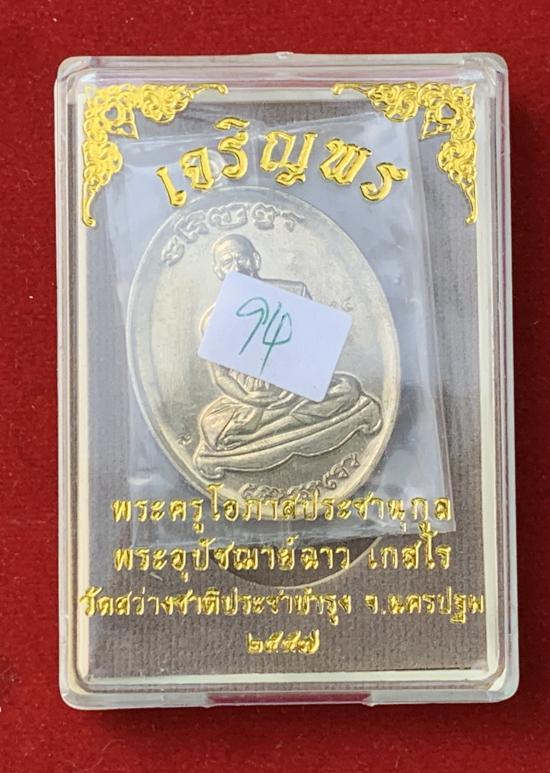 เจริญพร
พระครูโอภาสประชานุกูล
พระอุปัชฌาย์ฉาว เกสโร
วัดสว่างชาติประชาบำรุง จ.นครปฐม
๒๕๕๗